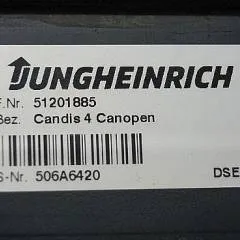 JUNGHEINRICH
F.Nr. 51201885
Bez. Candis 4 Canopen
S-Nr. 506A6420 DSE